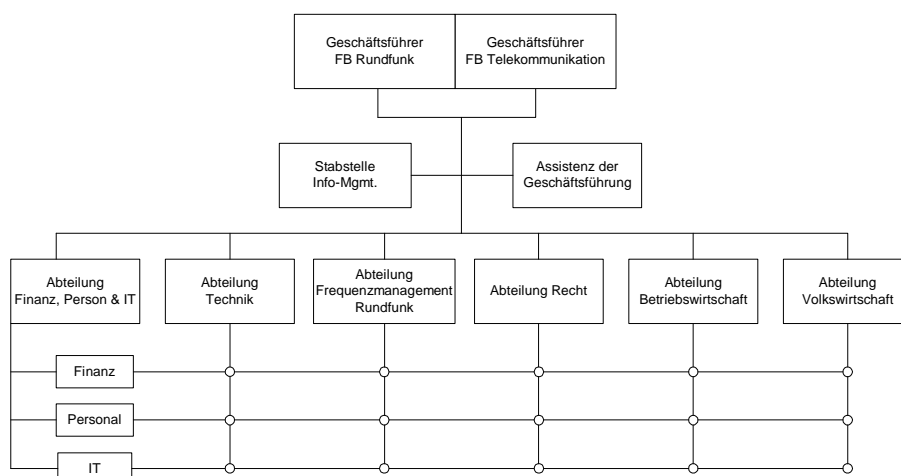 Geschäftsführer
FB Rundfunk
Geschäftsführer
FB Telekommunikation
Stabstelle
Info-Mgmt.
Assistenz der
Geschäftsführung
Abteilung
Finanz, Person & IT
Abteilung
Technik
Abteilung
Frequenzmanagement
Rundfunk
Abteilung Recht
Abteilung
Betriebswirtschaft
Abteilung
Volkswirtschaft
Finanz
Personal
IT